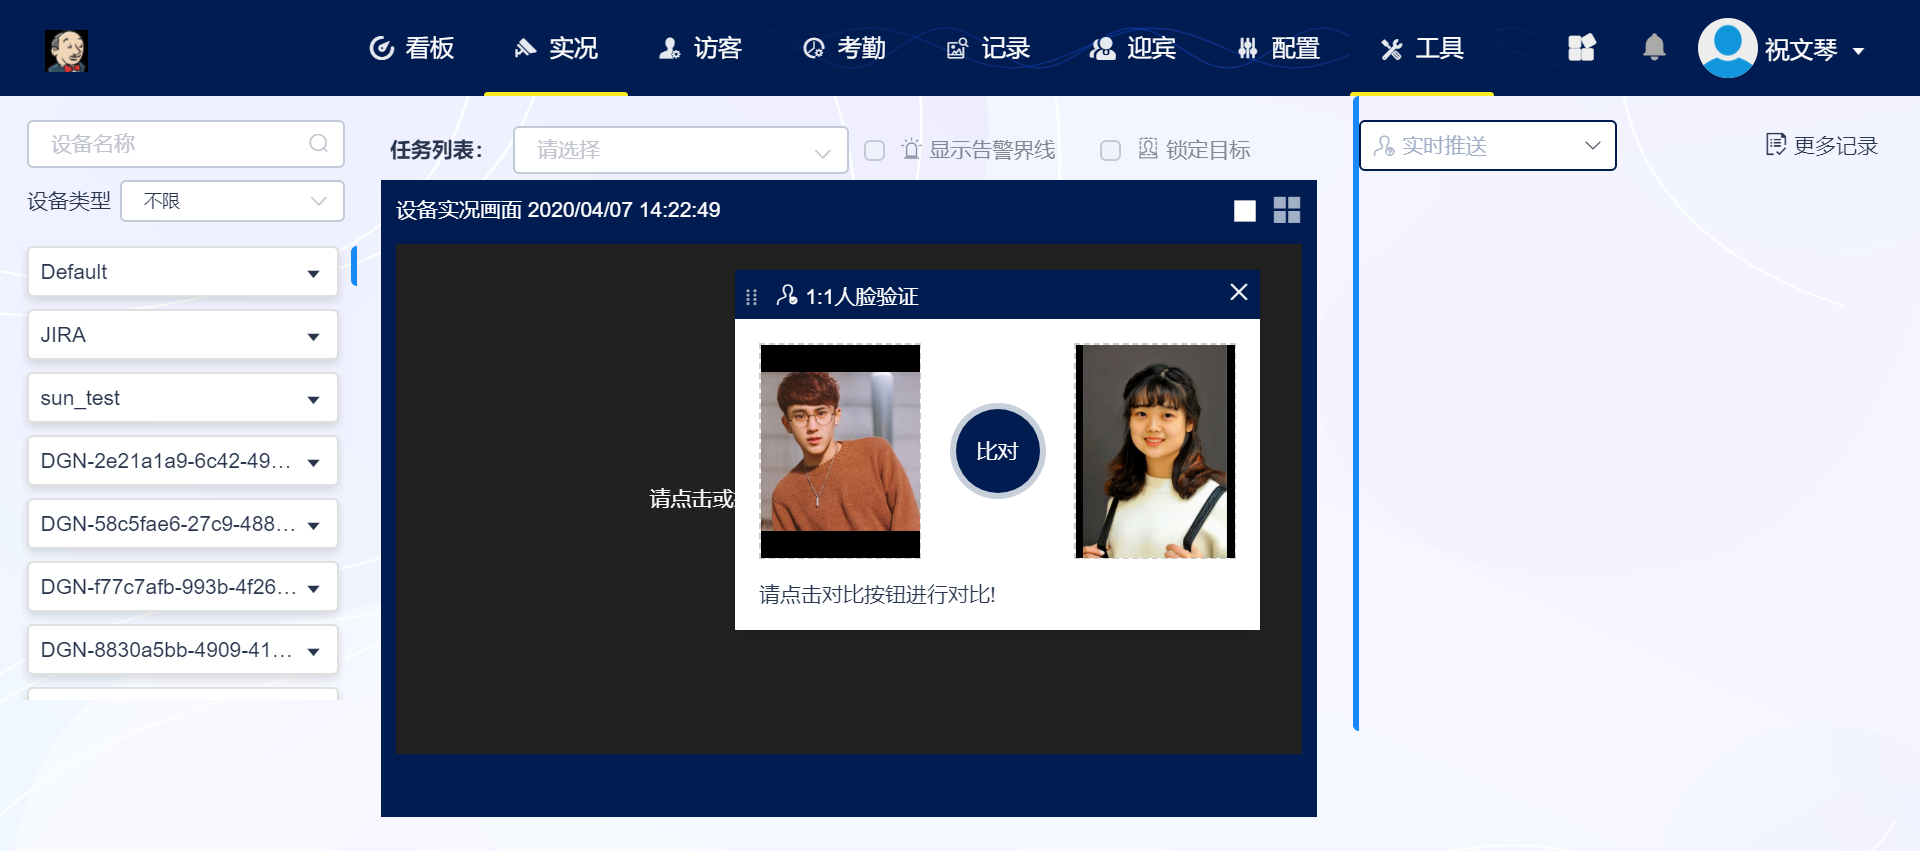 看板 实况 访客 考勤 记录 迎宾 配置 工具 祝文琴
设备名称
设备类型 不限
Default
JIRA
sun_test
DGN-2e21a1a9-6c42-49...
DGN-58c5fae6-27c9-488...
DGN-f77c7afb-993b-4f26...
DGN-8830a5bb-4909-41...
任务列表: 请选择 显示告警界线 锁定目标
设备实况画面 2020/04/07 14:22:49
请点击或
1:1人脸验证
比对
请点击对比按钮进行对比!
实时推送 更多记录